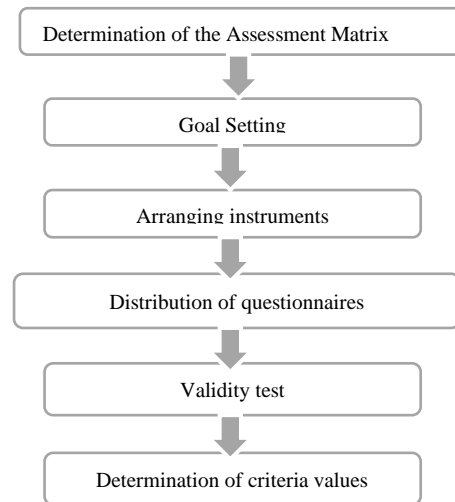 Determination of the Assessment Matrix
Goal Setting
Arranging instruments
Distribution of questionnaires
Validity test
Determination of criteria values